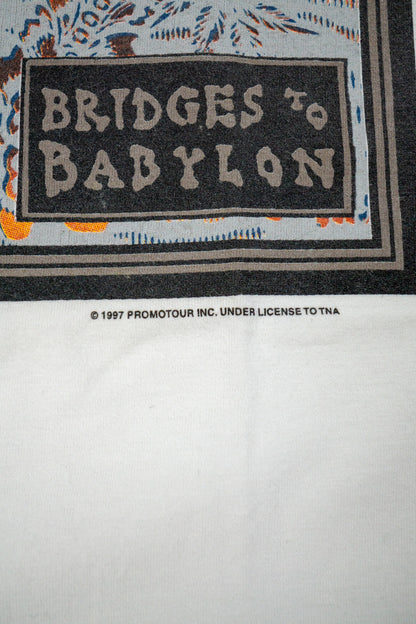 BRIDGES TO
BABYLON
© 1997 PROMOTOUR INC. UNDER LICENSE TO TNA